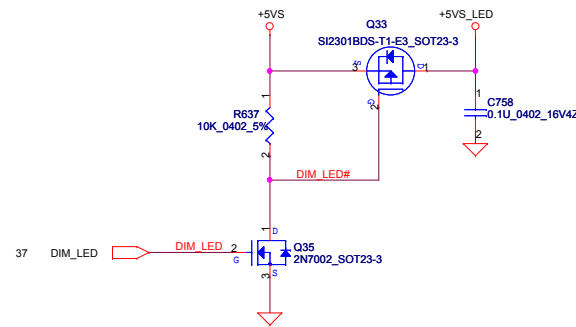 +5VS
Q33
+5VS_LED
SI2301BDS-T1-E3_SOT23-3
S
D
3
1
G
2
1
R637
10K_0402_5%
2
1
C758
0.1U_0402_16V4Z
2
DIM_LED#
1
D
37
DIM_LED
DIM_LED
2
G
Q35
2N7002_SOT23-3
3
S